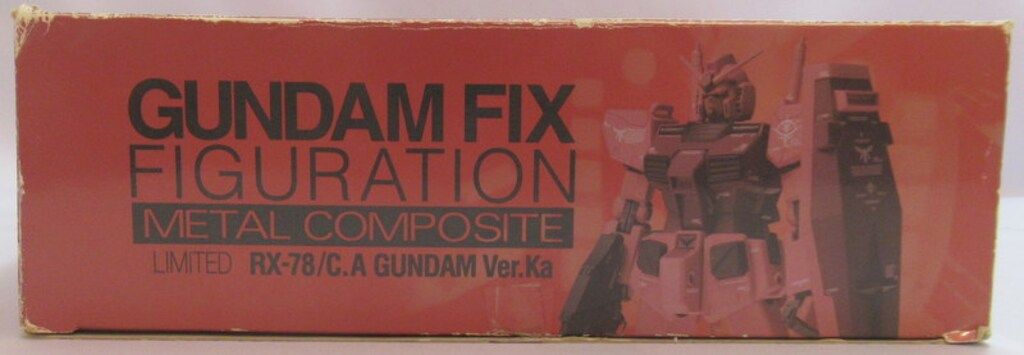 GUNDAM FIX
FIGURATION
METAL COMPOSITE
LIMITED RX-78/C.A GUNDAM Ver.Ka